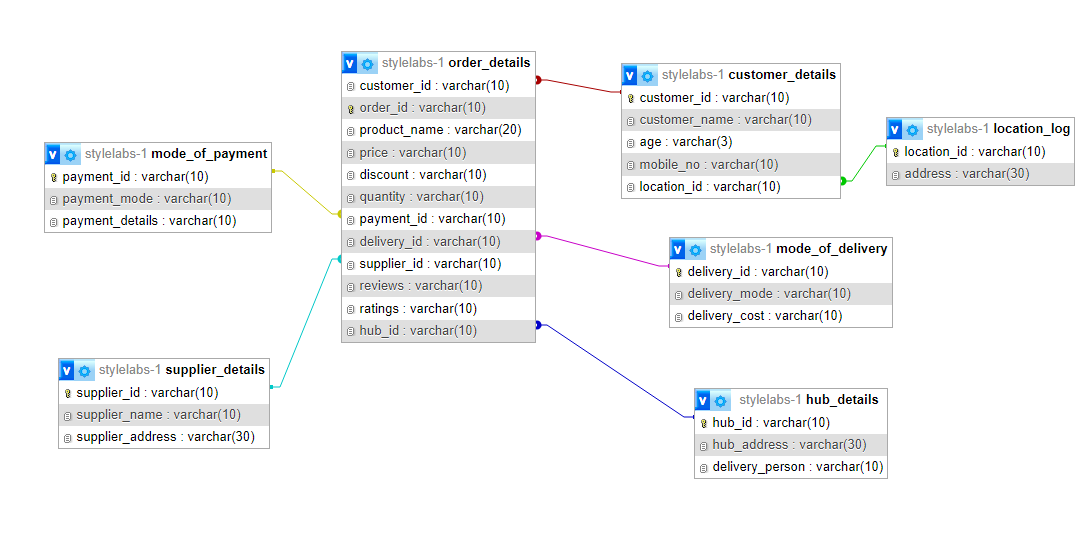 v stylelabs-1 order_details
customer_id : varchar(10)
order_id : varchar(10)
product_name : varchar(20)
price : varchar(10)
discount : varchar(10)
quantity : varchar(10)
payment_id : varchar(10)
delivery_id : varchar(10)
supplier_id : varchar(10)
reviews : varchar(10)
ratings : varchar(10)
hub_id : varchar(10)
v stylelabs-1 customer_details
customer_id : varchar(10)
customer_name : varchar(10)
age : varchar(3)
mobile_no : varchar(10)
location_id : varchar(10)
v stylelabs-1 location_log
location_id : varchar(10)
address : varchar(30)
v stylelabs-1 mode_of_payment
payment_id : varchar(10)
payment_mode : varchar(10)
payment_details : varchar(10)
v stylelabs-1 mode_of_delivery
delivery_id : varchar(10)
delivery_mode : varchar(10)
delivery_cost : varchar(10)
v stylelabs-1 supplier_details
supplier_id : varchar(10)
supplier_name : varchar(10)
supplier_address : varchar(30)
v stylelabs-1 hub_details
hub_id : varchar(10)
hub_address : varchar(30)
delivery_person : varchar(10)